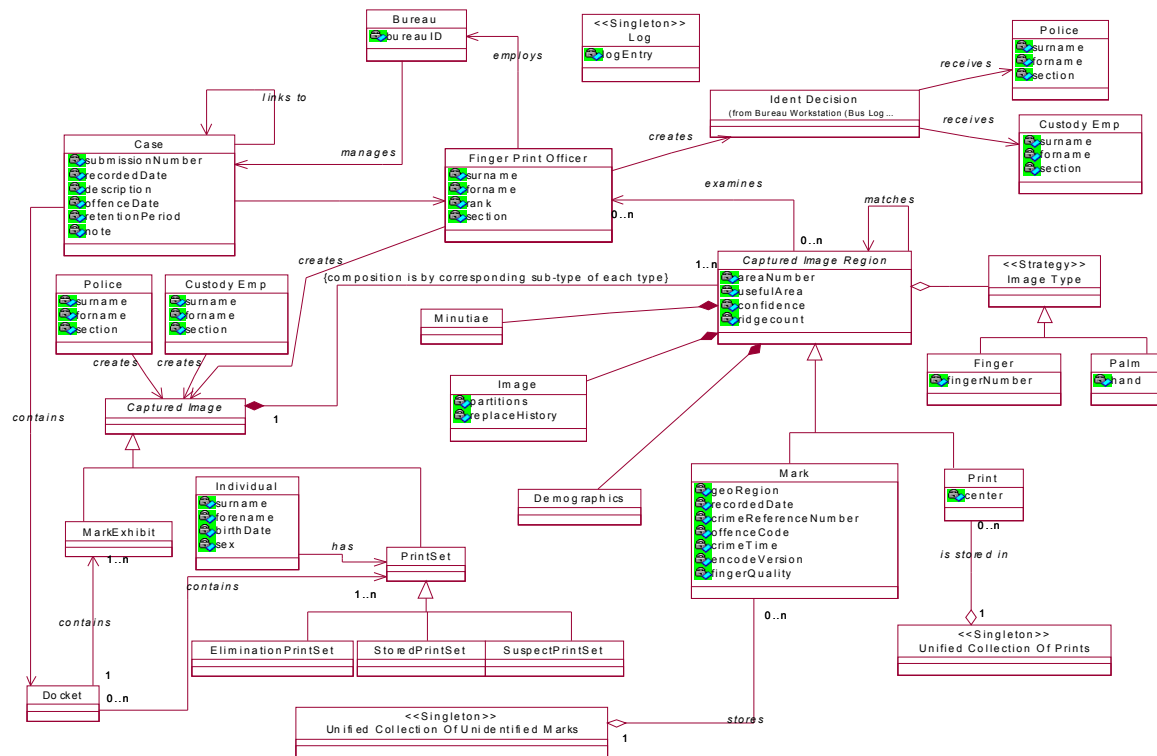 Bureau
bureauID
employs
<<Singleton>>
Log
logEntry
Police
surname
forname
section
receives
Ident Decision
(from Bureau Workstation (Bus Log ...
receives
Custody Emp
surname
forname
section
links to
Case
submissionNumber
recordedDate
description
offenceDate
retentionPeriod
note
manages
Finger Print Officer
surname
forname
rank
section
creates
examines
0..n
0..n
matches
creates
{composition is by corresponding sub-type of each type}
1..n
Captured Image Region
areaNumber
usefulArea
confidence
ridgecount
<<Strategy>>
Image Type
Police
surname
forname
section
Custody Emp
surname
forname
section
Minutiae
creates
creates
Finger
fingerNumber
Palm
hand
Image
partitions
replaceHistory
Captured Image
1
contains
Individual
surname
forename
birthDate
sex
Demographics
Mark
geoRegion
recordedDate
crimeReferenceNumber
offenceCode
crimeTime
encodeVersion
fingerQuality
Print
center
0..n
MarkExhibit
1..n
has
PrintSet
contains
1..n
is stored in
contains
0..n
1
EliminationPrintSet
StoredPrintSet
SuspectPrintSet
<<Singleton>>
Unified Collection Of Prints
1
Docket
0..n
<<Singleton>>
Unified Collection Of Unidentified Marks
1
stores